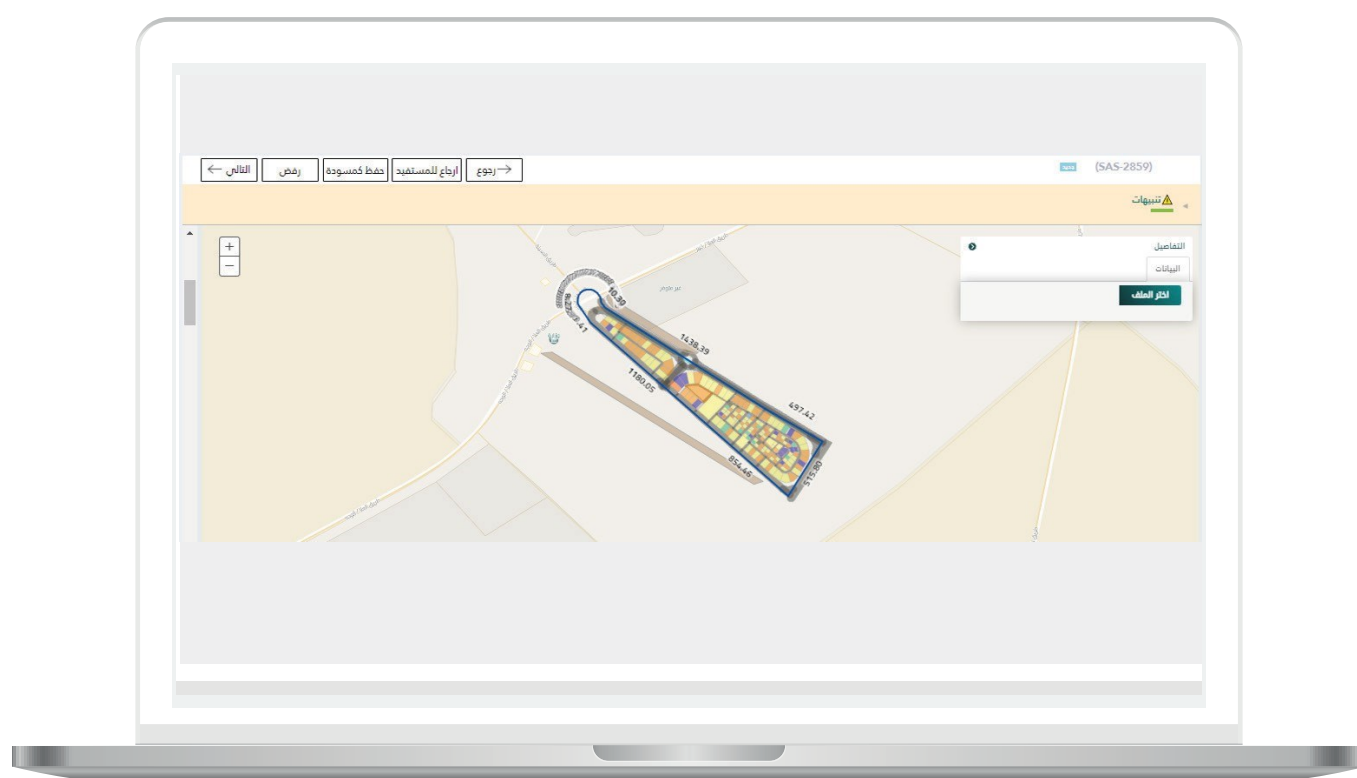 (SAS-2859)
رجوع
ارجاع للمستفيد
حفظ كمسودة
رفض
التالي
تنبيهات
التفاصيل
البيانات
اختر الملف
+
−
10.30
1438.39
1180.05
497.42
854.46
515.80